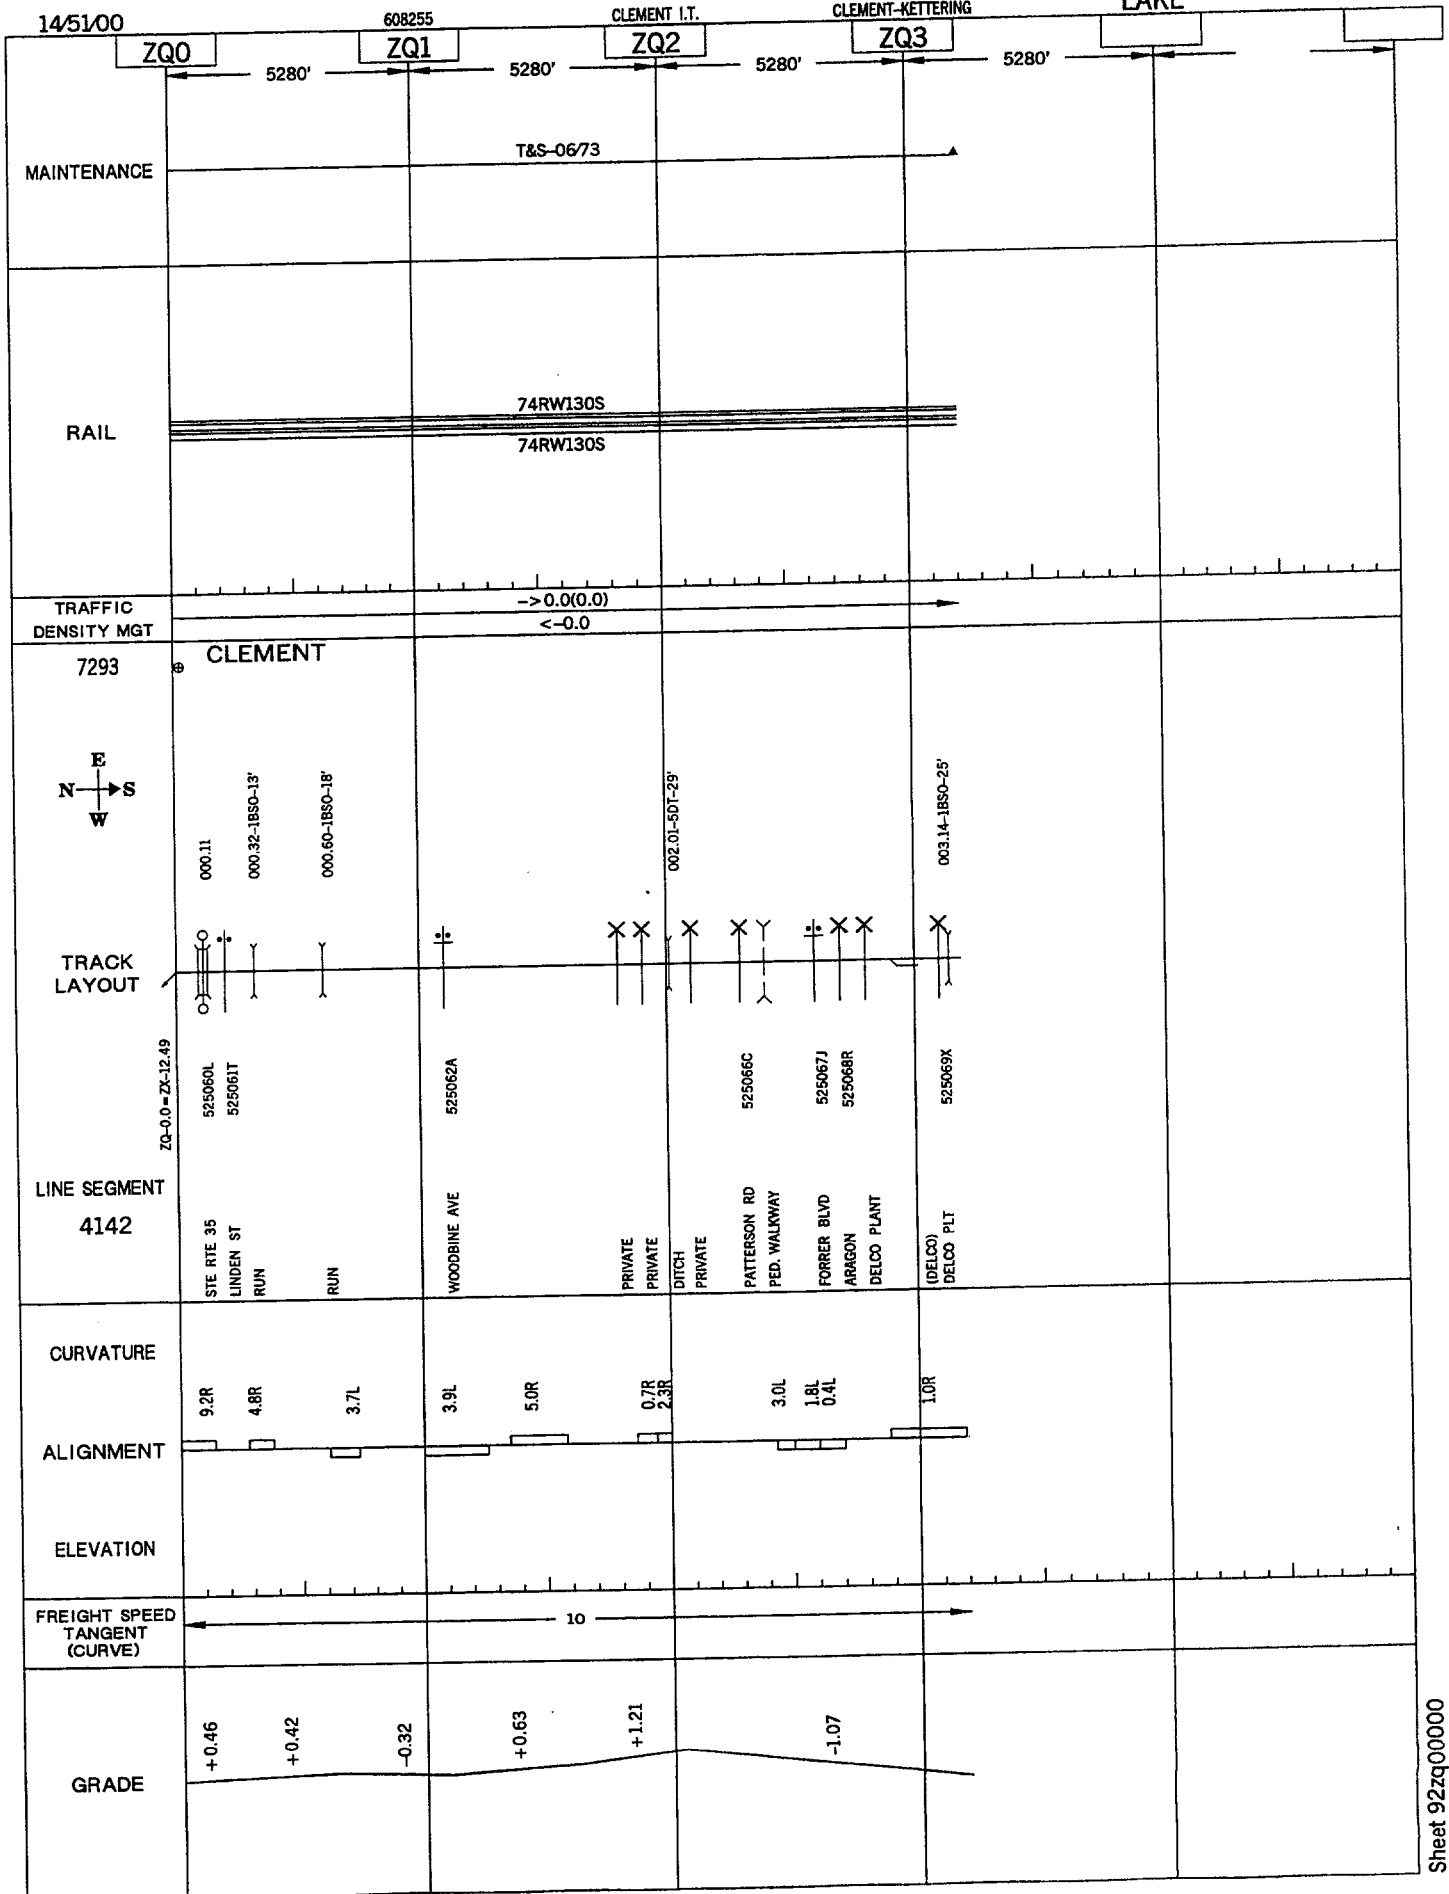 14/51/00
608255
CLEMENT I.T.
CLEMENT-KETTERING
LAKE
ZQ0
ZQ1
ZQ2
ZQ3
5280'
5280'
5280'
5280'
MAINTENANCE
T&S-06/73
RAIL
74RW130S
74RW130S
TRAFFIC
DENSITY MGT
->0.0(0.0)
<-0.0
7293
CLEMENT
E
N
S
W
000.11
000.32-1BSO-13'
000.60-1BSO-18'
002.01-5DT-29'
003.14-1BSO-25'
TRACK
LAYOUT
ZQ-0.0=ZX-12.49
525060L
525061T
525062A
525066C
525067J
525068R
525069X
LINE SEGMENT
4142
STE RTE 35
LINDEN ST
RUN
RUN
WOODBINE AVE
PRIVATE
PRIVATE
DITCH
PRIVATE
PATTERSON RD
PED. WALKWAY
FORRER BLVD
ARAGON
DELCO PLANT
(DELCO)
DELCO PLT
CURVATURE
9.2R
4.8R
3.7L
3.9L
5.0R
0.7R
2.3R
3.0L
1.8L
0.4L
1.0R
ALIGNMENT
ELEVATION
FREIGHT SPEED
TANGENT
(CURVE)
10
GRADE
+0.46
+0.42
-0.32
+0.63
+1.21
-1.07
Sheet 92zq00000